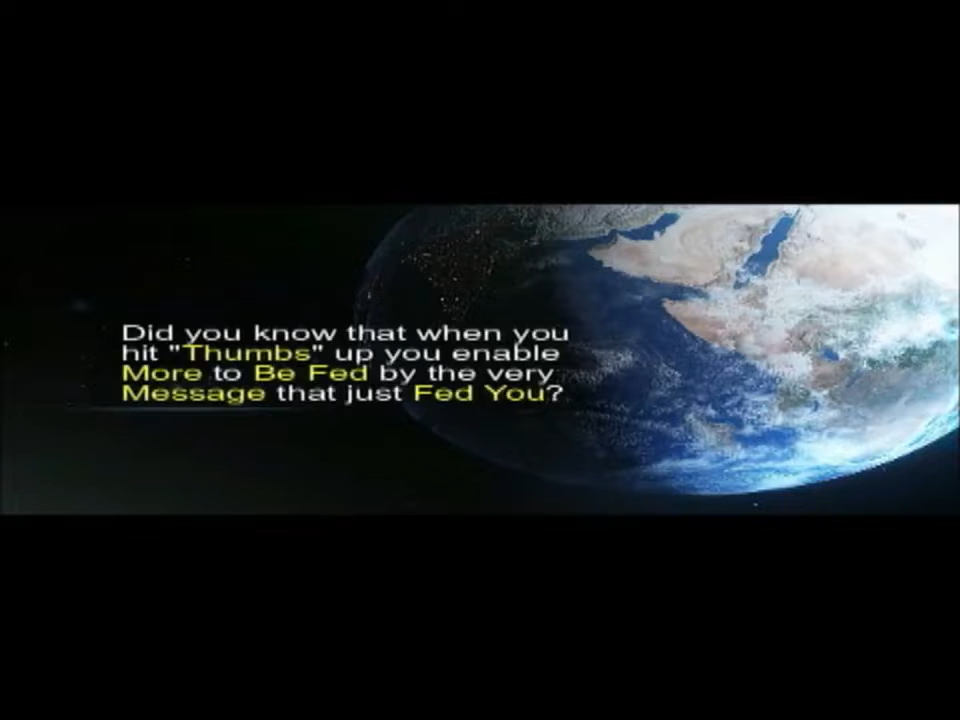 Did you know that when you
hit "Thumbs" up you enable
More to Be Fed by the very
Message that just Fed You?